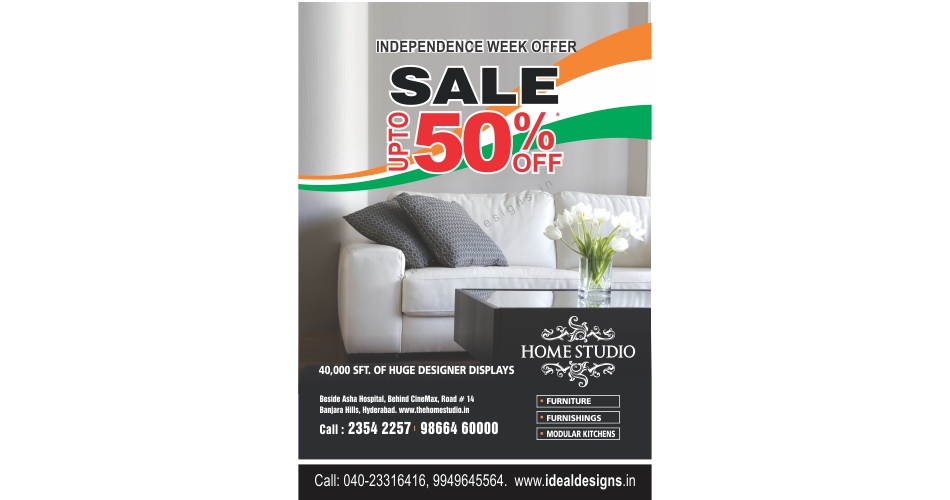 INDEPENDENCE WEEK OFFER
SALE
UPTO 50%* OFF
esigns.in
HOME STUDIO
40,000 SFT. OF HUGE DESIGNER DISPLAYS
Beside Asha Hospital, Behind CineMax, Road # 14
Banjara Hills, Hyderabad. www.thehomestudio.in
Call : 2354 2257 98664 60000
• FURNITURE
• FURNISHINGS
• MODULAR KITCHENS
Call: 040-23316416, 9949645564. www.idealdesigns.in